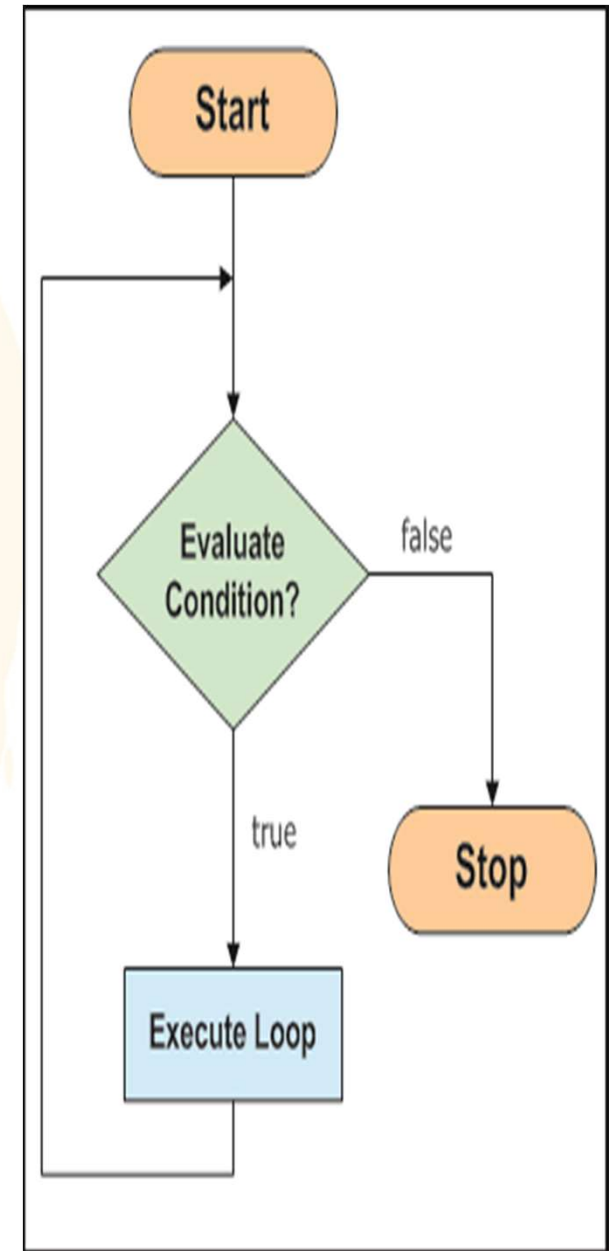 Start
Evaluate
Condition?
false
true
Stop
Execute Loop